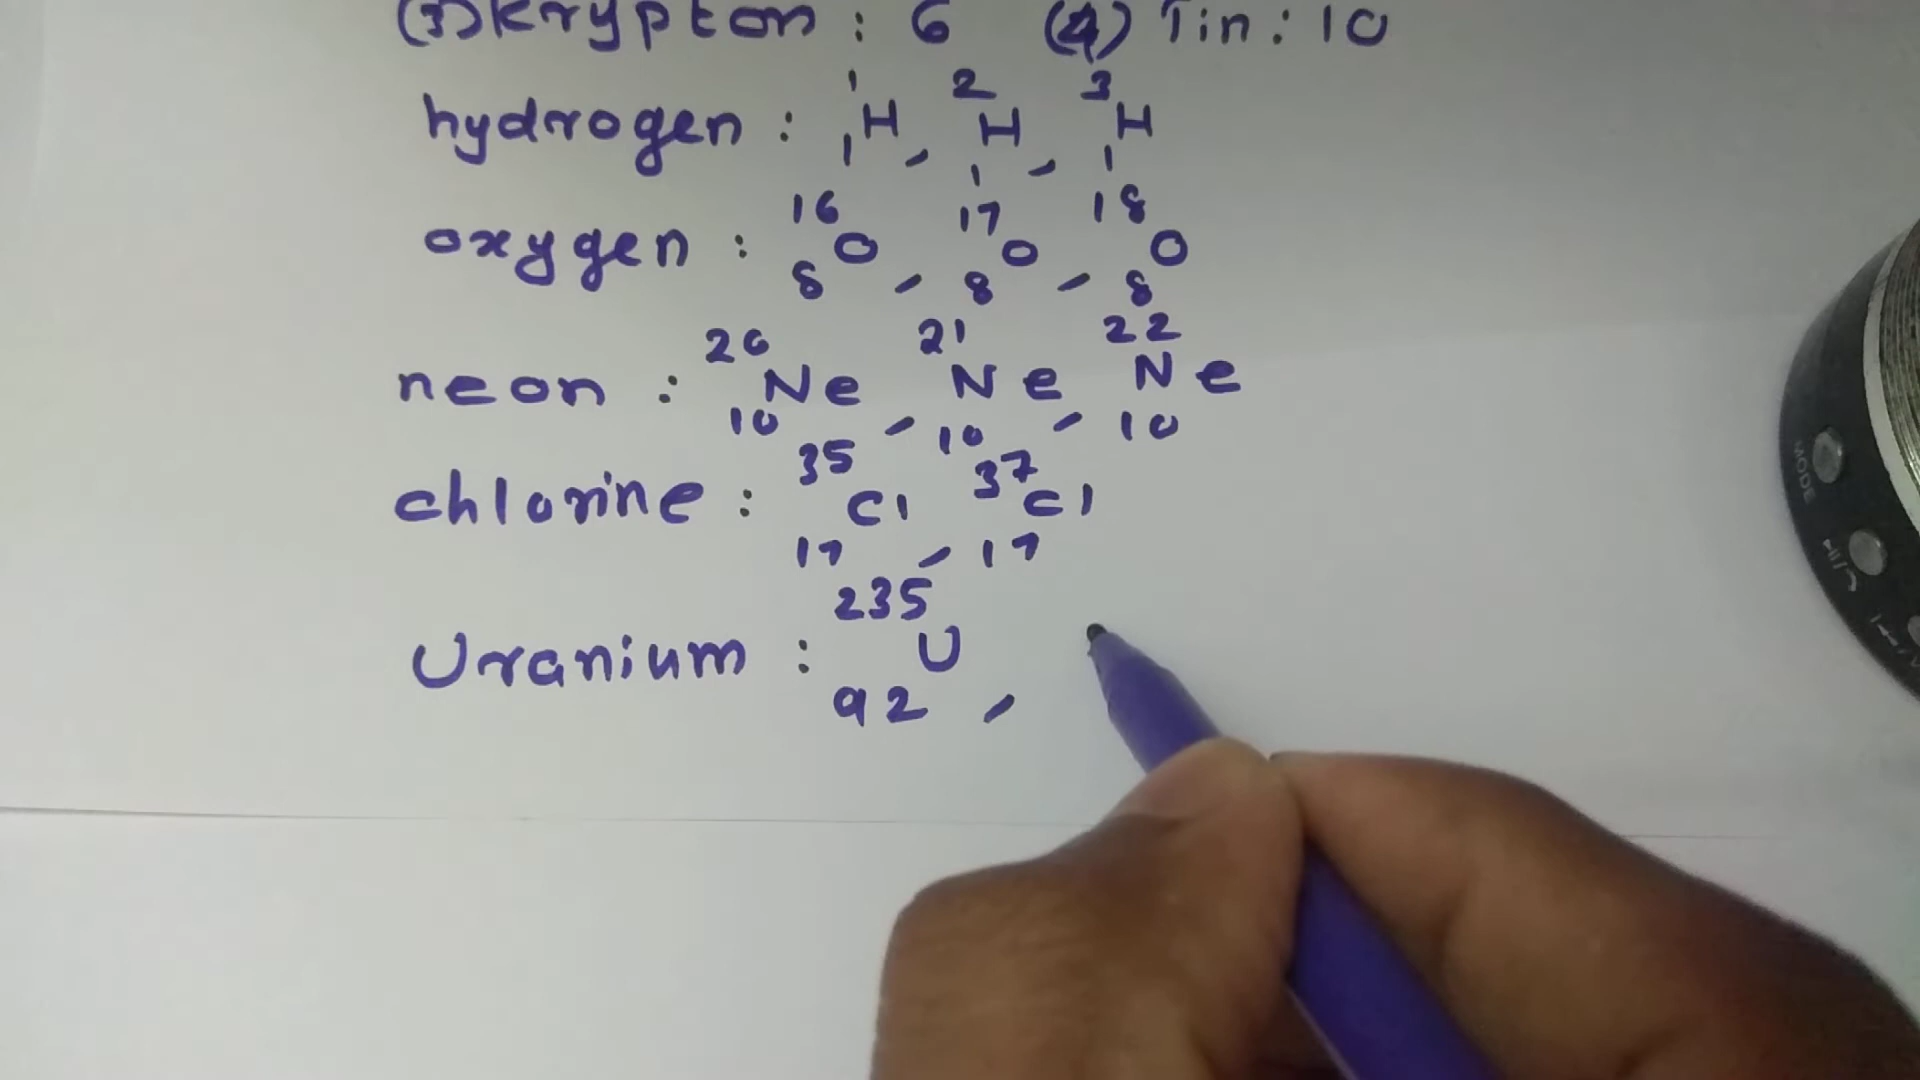 (3) Krypton : 6 (4) Tin : 10
hydrogen : ¹₁H , ²₁H , ³₁H
oxygen : ¹⁶₈O , ¹⁷₈O , ¹⁸₈O
neon : ²⁰₁₀Ne , ²¹₁₀Ne , ²²₁₀Ne
chlorine : ³⁵₁₇Cl , ³⁷₁₇Cl
Uranium : ²³⁵₉₂U ,
MODE